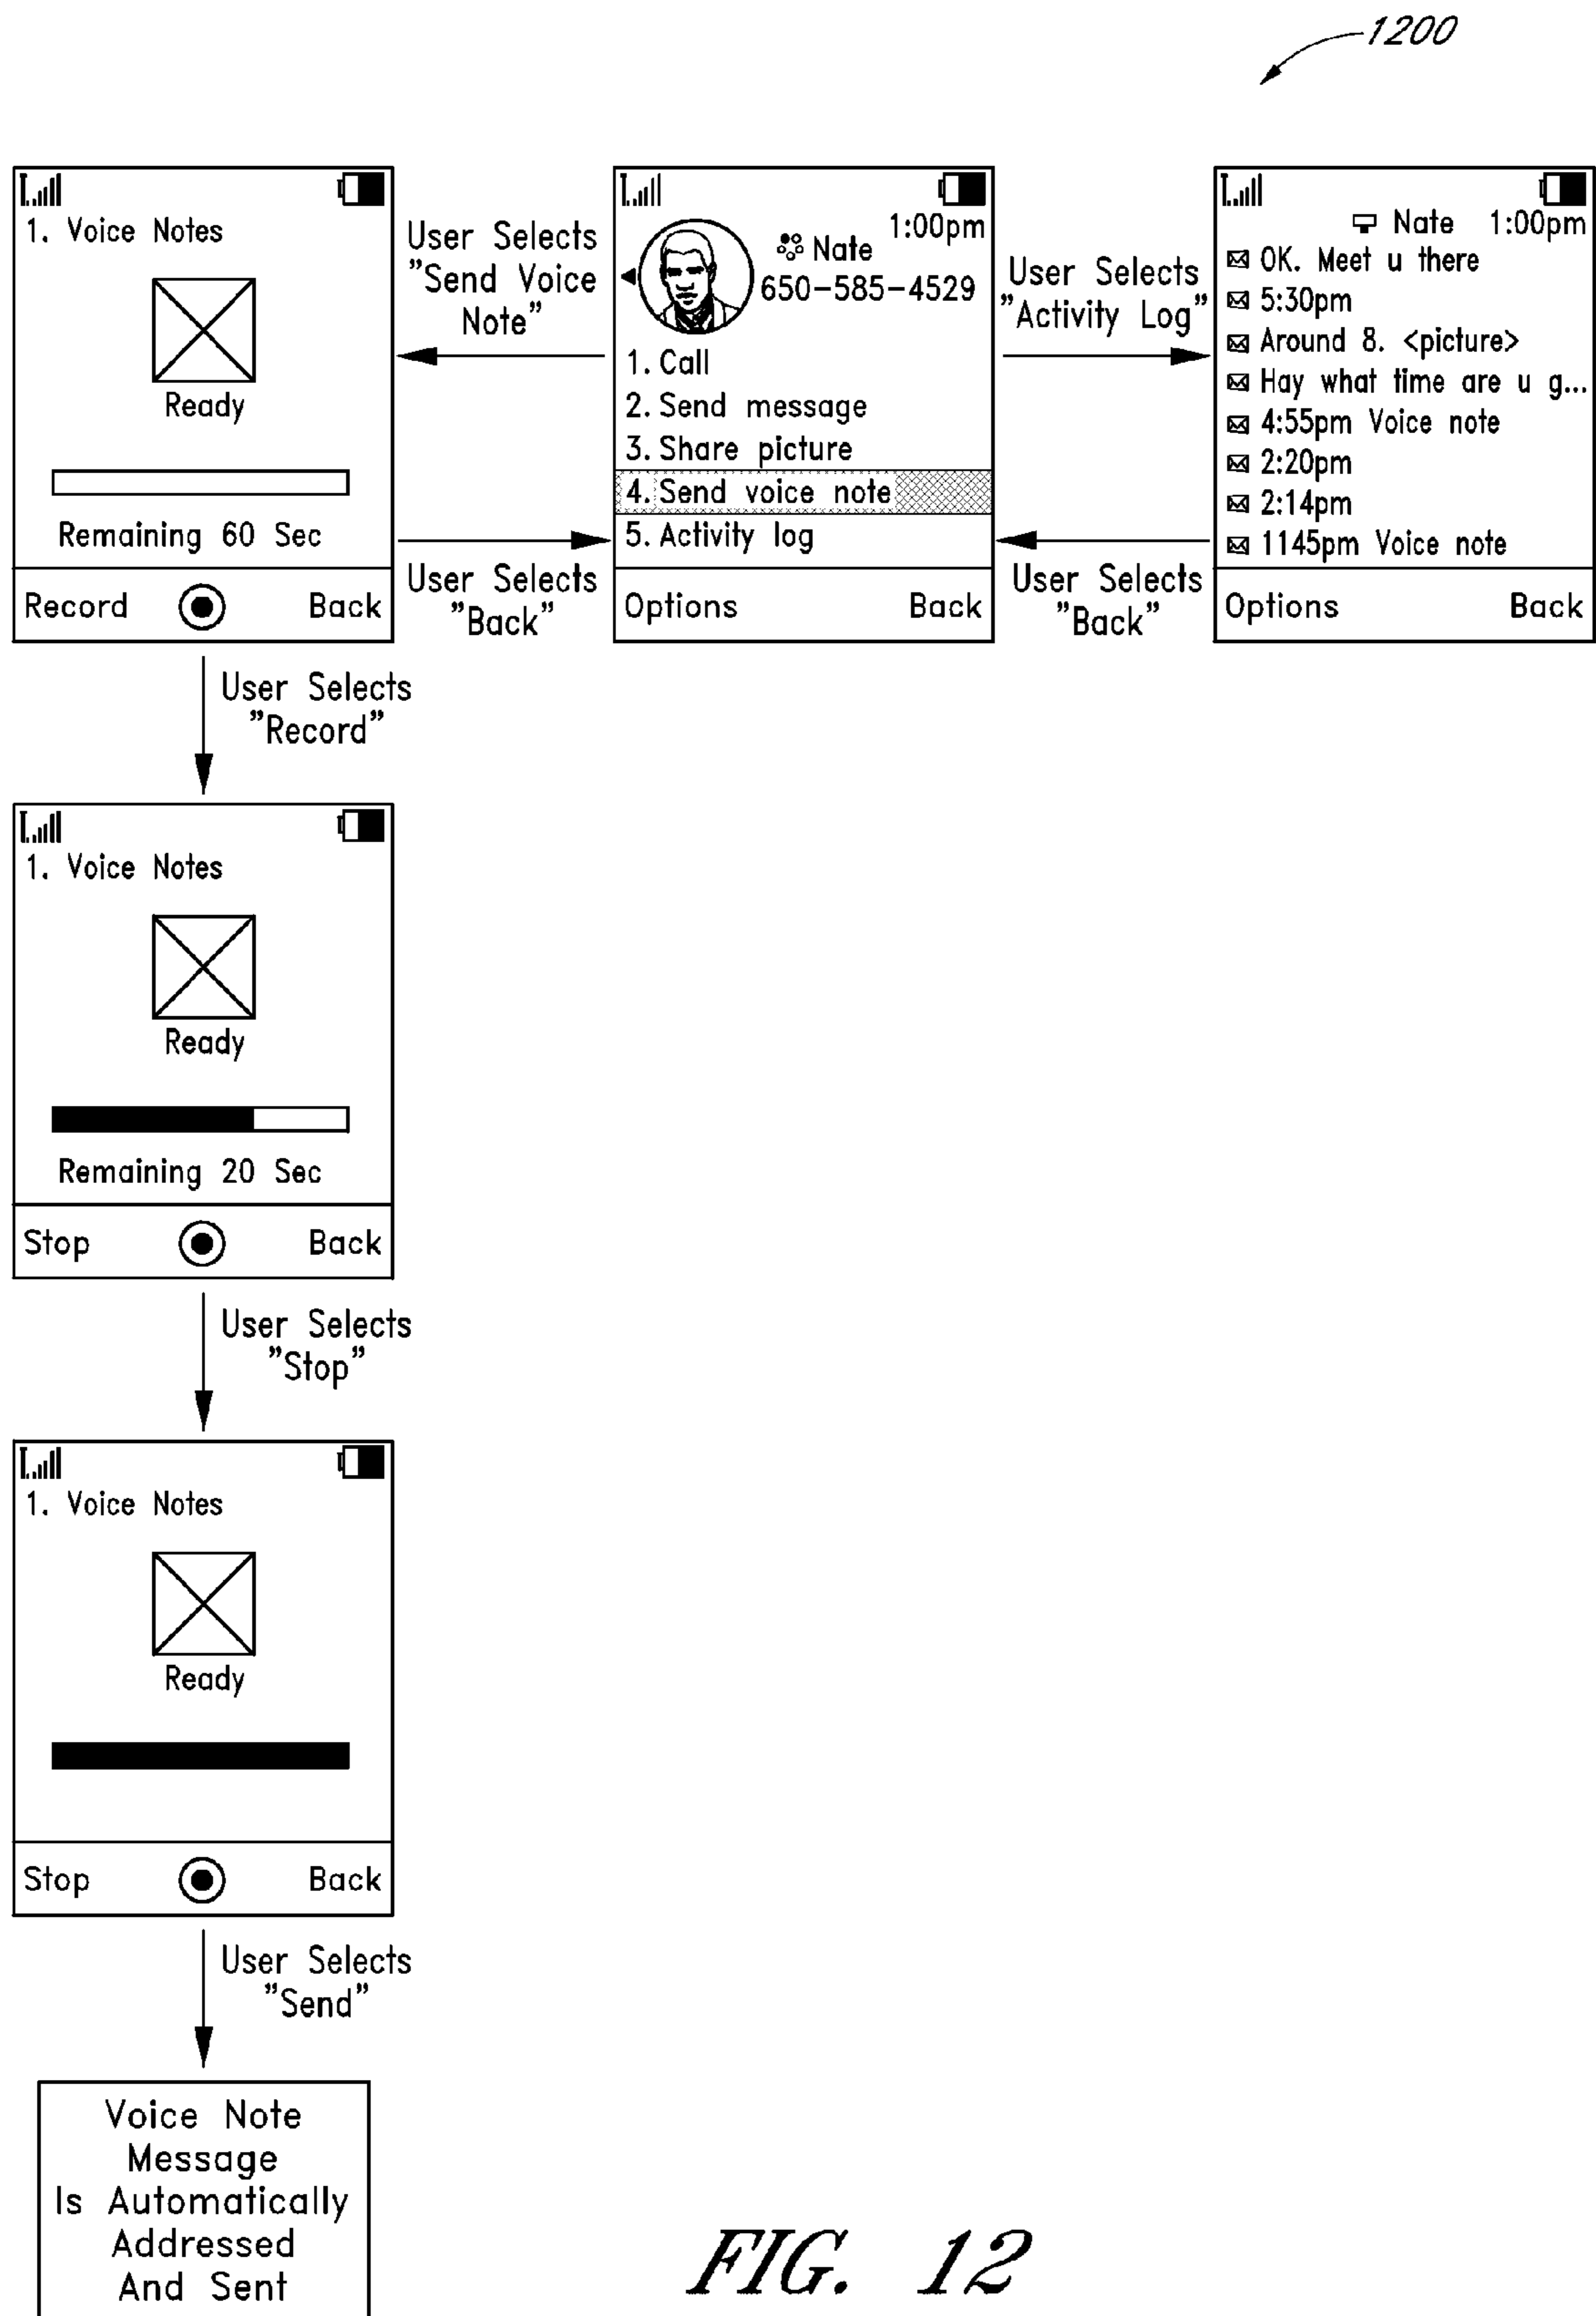 1200
1. Voice Notes
Ready
Remaining 60 Sec
Record
Back
User Selects
"Send Voice
Note"
User Selects
"Back"
1:00pm
Nate
650-585-4529
1. Call
2. Send message
3. Share picture
4. Send voice note
5. Activity log
Options
Back
User Selects
"Activity Log"
User Selects
"Back"
Nate 1:00pm
OK. Meet u there
5:30pm
Around 8. <picture>
Hay what time are u g...
4:55pm Voice note
2:20pm
2:14pm
1145pm Voice note
Options
Back
User Selects
"Record"
1. Voice Notes
Ready
Remaining 20 Sec
Stop
Back
User Selects
"Stop"
1. Voice Notes
Ready
Stop
Back
User Selects
"Send"
Voice Note
Message
Is Automatically
Addressed
And Sent
FIG. 12